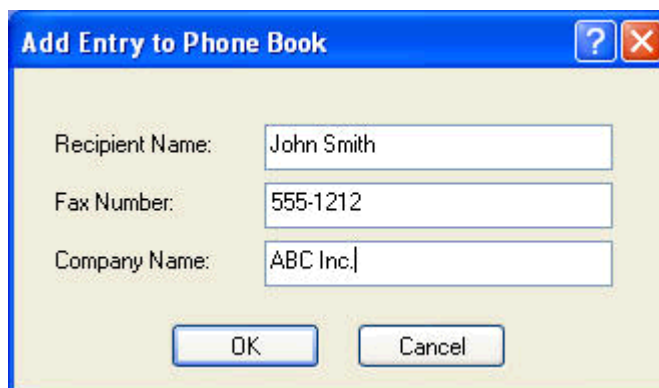 Add Entry to Phone Book
Recipient Name: John Smith
Fax Number: 555-1212
Company Name: ABC Inc.
OK Cancel